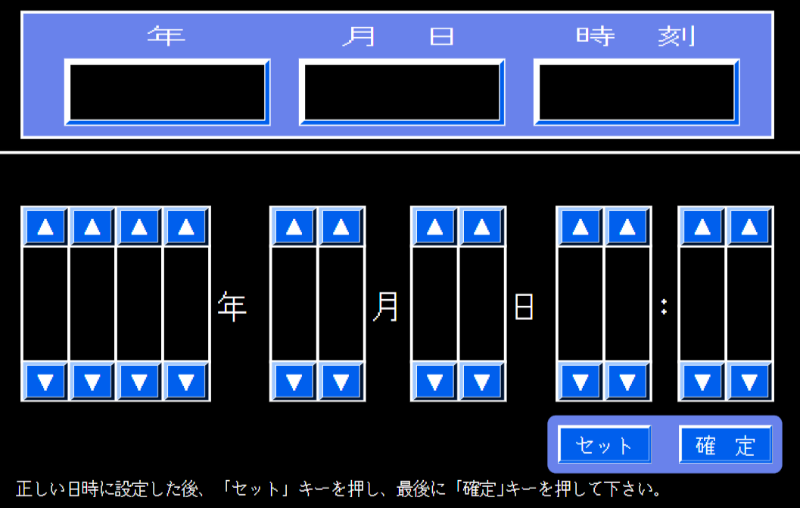 年 月 日 時 刻
▲ ▲ ▲ ▲ ▲ ▲ ▲ ▲ ▲ ▲ ▲ ▲
年 月 日 :
▼ ▼ ▼ ▼ ▼ ▼ ▼ ▼ ▼ ▼ ▼ ▼
セット 確 定
正しい日時に設定した後、「セット」キーを押し、最後に「確定」キーを押して下さい。